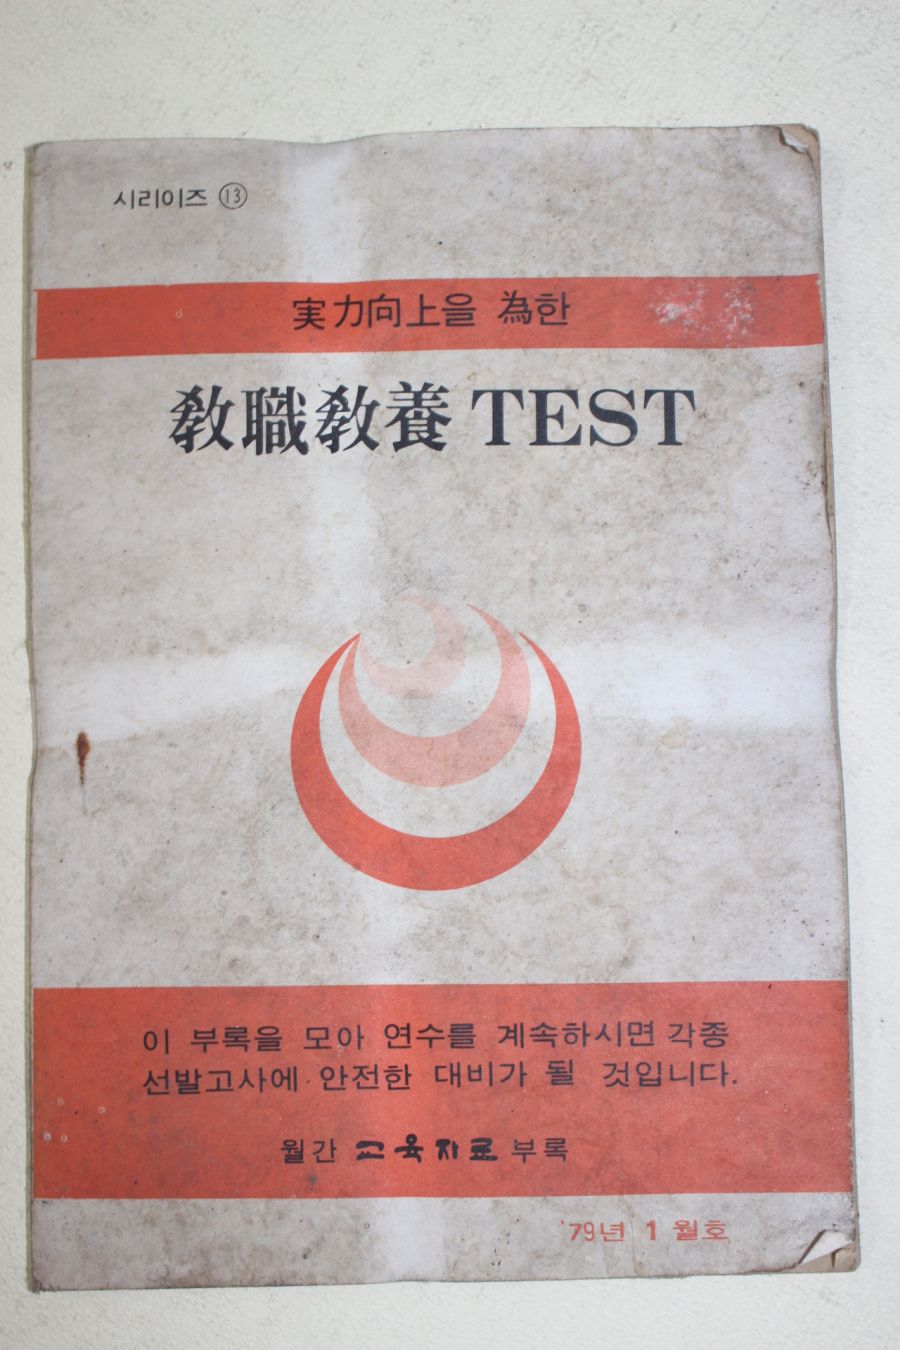 시리이즈 ⑬
実力向上을 為한
敎職敎養 TEST
이 부록을 모아 연수를 계속하시면 각종
선발고사에 안전한 대비가 될 것입니다.
월간 교육자료 부록
'79년 1 월호